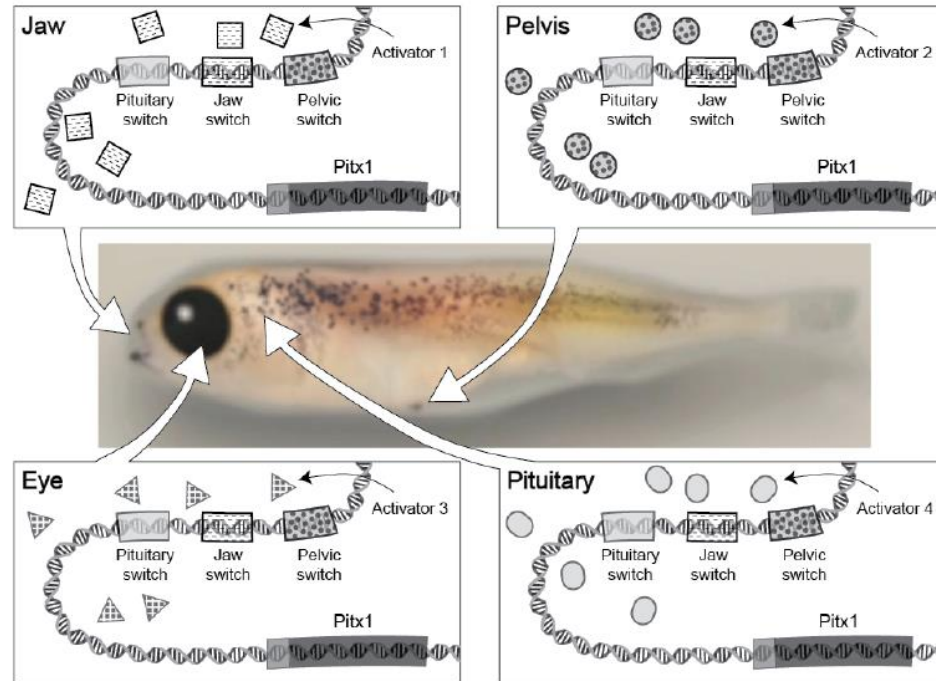 Jaw
Activator 1
Pituitary switch
Jaw switch
Pelvic switch
Pitx1
Pelvis
Activator 2
Pituitary switch
Jaw switch
Pelvic switch
Pitx1
Eye
Activator 3
Pituitary switch
Jaw switch
Pelvic switch
Pitx1
Pituitary
Activator 4
Pituitary switch
Jaw switch
Pelvic switch
Pitx1